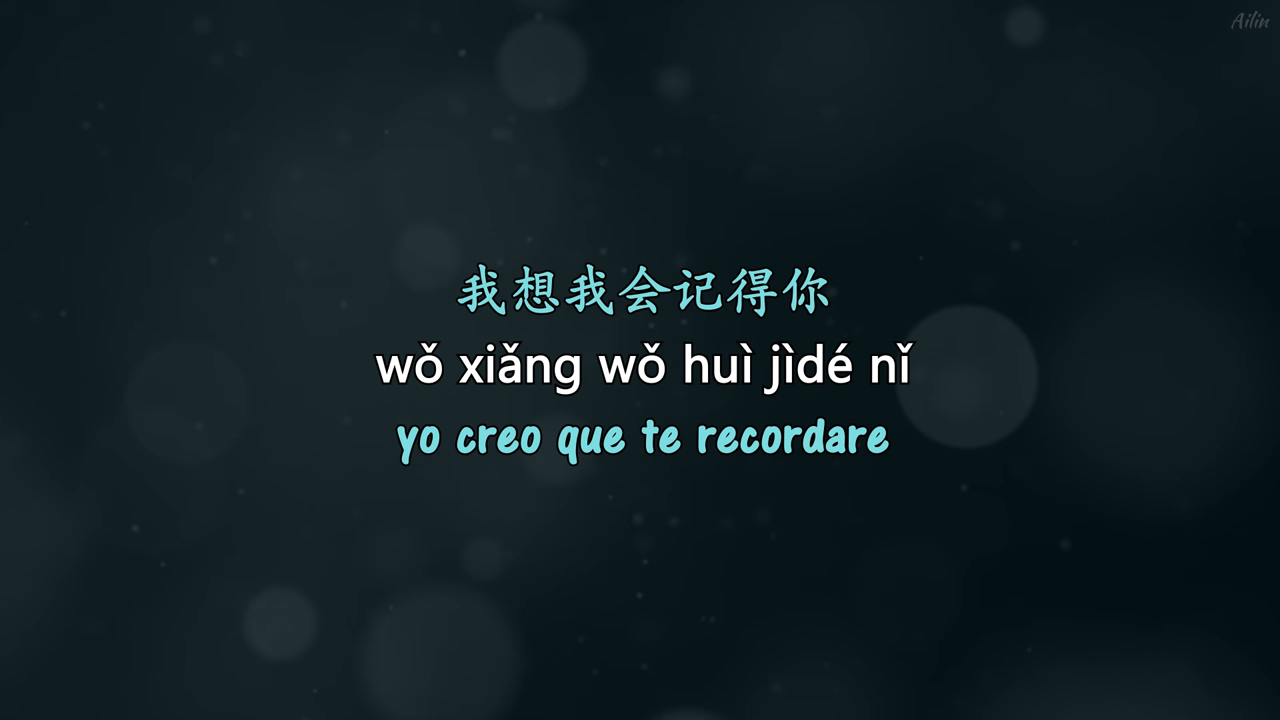 Ailin
我想我会记得你
wǒ xiǎng wǒ huì jìdé nǐ
yo creo que te recordare